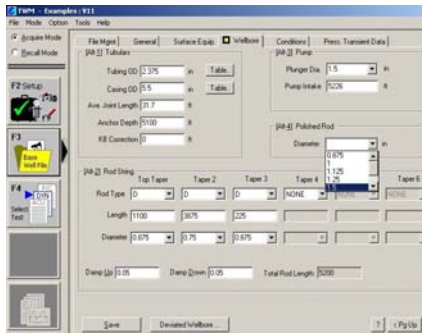 TWM - Examples : V11
File Mode Option Tools Help
Acquire Mode
Recall Mode
F2 Setup
F3
Base Well File
F4
Select Test
File Mgmt General Surface Equip. Wellbore Conditions Press. Transient Data
[Alt-1] Tubulars
Tubing OD 2.375 in Table...
Casing OD 5.5 in Table...
Ave. Joint Length 31.7 ft
Anchor Depth 5100 ft
KB Correction 0 ft
[Alt-3] Pump
Plunger Dia. 1.5 in
Pump Intake 5226 ft
[Alt-4] Polished Rod
Diameter in
0.875
1
1.125
1.25
1.5
[Alt-2] Rod String
Top Taper Taper 2 Taper 3 Taper 4 Taper 6
Rod Type D D D NONE NONE NONE
Length 1100 3875 225
Diameter 0.875 0.75 0.875
Damp Up 0.05 Damp Down 0.05 Total Rod Length 5200
Save Deviated Wellbore ... ? < Pg Up